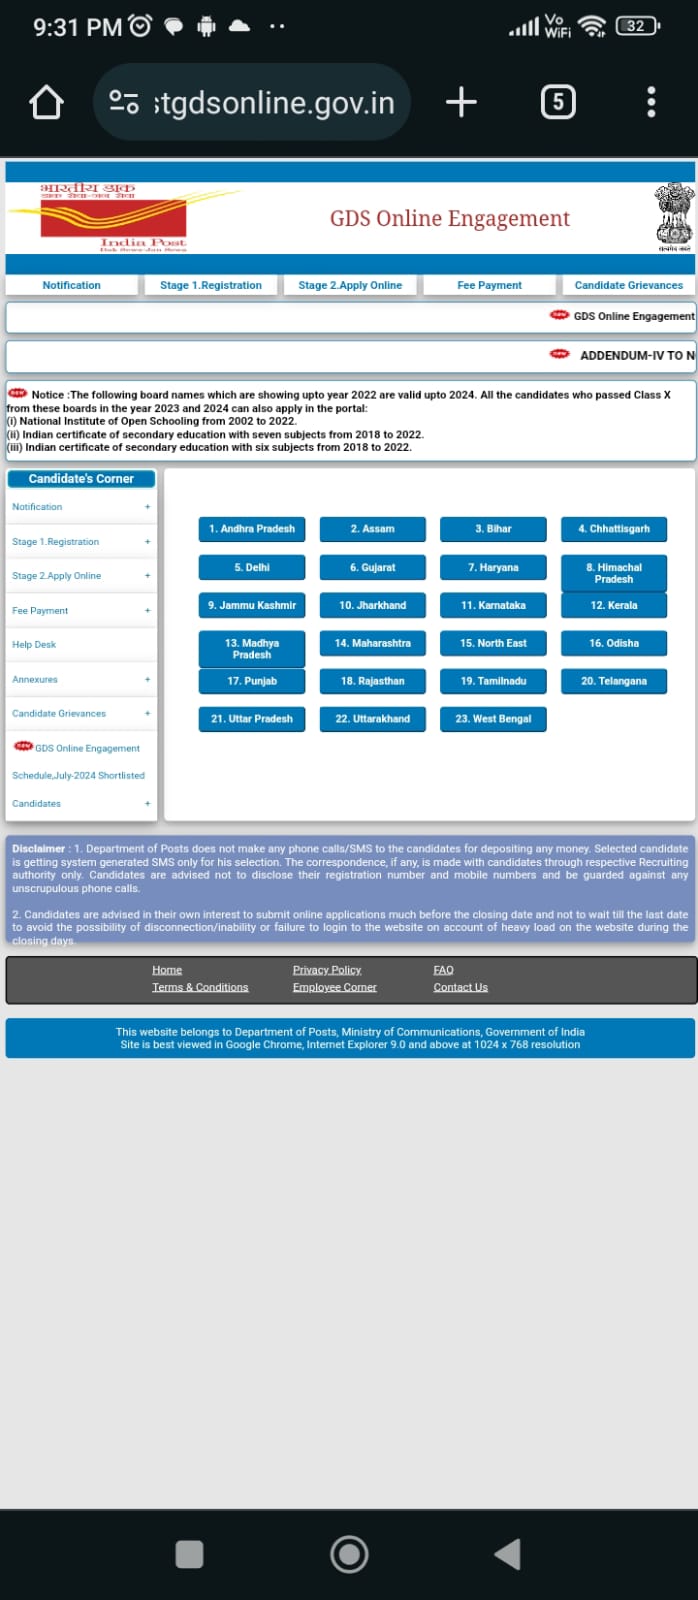 9:31 PM
Vo
WiFi
32
stgdsonline.gov.in
5
भारतीय डाक
डाक सेवा-जन सेवा
India Post
Dak Sewa-Jan Sewa
GDS Online Engagement
सत्यमेव जयते
Notification
Stage 1.Registration
Stage 2.Apply Online
Fee Payment
Candidate Grievances
new GDS Online Engagement
new ADDENDUM-IV TO N
new Notice :The following board names which are showing upto year 2022 are valid upto 2024. All the candidates who passed Class X
from these boards in the year 2023 and 2024 can also apply in the portal:
(i) National Institute of Open Schooling from 2002 to 2022.
(ii) Indian certificate of secondary education with seven subjects from 2018 to 2022.
(iii) Indian certificate of secondary education with six subjects from 2018 to 2022.
Candidate's Corner
Notification +
Stage 1.Registration +
Stage 2.Apply Online +
Fee Payment +
Help Desk
Annexures +
Candidate Grievances +
new GDS Online Engagement
Schedule,July-2024 Shortlisted
Candidates +
1. Andhra Pradesh
2. Assam
3. Bihar
4. Chhattisgarh
5. Delhi
6. Gujarat
7. Haryana
8. Himachal
Pradesh
9. Jammu Kashmir
10. Jharkhand
11. Karnataka
12. Kerala
13. Madhya
Pradesh
14. Maharashtra
15. North East
16. Odisha
17. Punjab
18. Rajasthan
19. Tamilnadu
20. Telangana
21. Uttar Pradesh
22. Uttarakhand
23. West Bengal
Disclaimer : 1. Department of Posts does not make any phone calls/SMS to the candidates for depositing any money. Selected candidate
is getting system generated SMS only for his selection. The correspondence, if any, is made with candidates through respective Recruiting
authority only. Candidates are advised not to disclose their registration number and mobile numbers and be guarded against any
unscrupulous phone calls.
2. Candidates are advised in their own interest to submit online applications much before the closing date and not to wait till the last date
to avoid the possibility of disconnection/inability or failure to login to the website on account of heavy load on the website during the
closing days.
Home
Privacy Policy
FAQ
Terms & Conditions
Employee Corner
Contact Us
This website belongs to Department of Posts, Ministry of Communications, Government of India
Site is best viewed in Google Chrome, Internet Explorer 9.0 and above at 1024 x 768 resolution